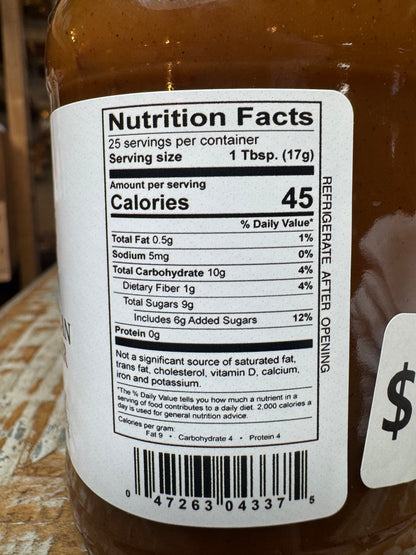 Nutrition Facts
25 servings per container
Serving size 1 Tbsp. (17g)
Amount per serving
Calories 45
% Daily Value*
Total Fat 0.5g 1%
Sodium 5mg 0%
Total Carbohydrate 10g 4%
Dietary Fiber 1g 4%
Total Sugars 9g
Includes 6g Added Sugars 12%
Protein 0g
Not a significant source of saturated fat,
trans fat, cholesterol, vitamin D, calcium,
iron and potassium.
*The % Daily Value tells you how much a nutrient in a
serving of food contributes to a daily diet. 2,000 calories a
day is used for general nutrition advice.
Calories per gram:
Fat 9 • Carbohydrate 4 • Protein 4
REFRIGERATE AFTER OPENING
0 47263 04337 5
$